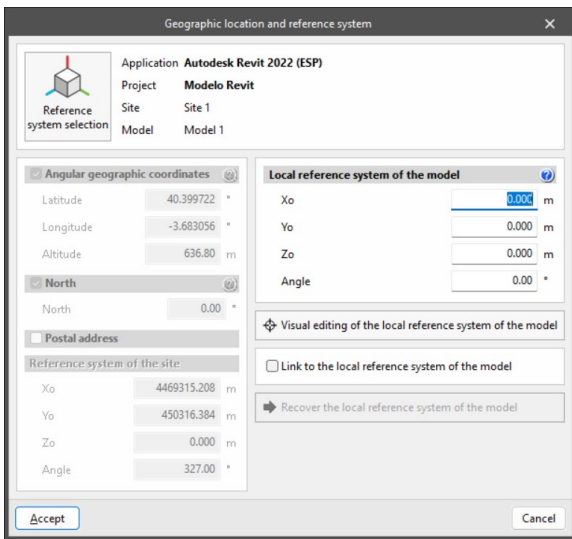 Geographic location and reference system
Reference
system selection
Application Autodesk Revit 2022 (ESP)
Project Modelo Revit
Site Site 1
Model Model 1
Angular geographic coordinates
Latitude 40.399722 °
Longitude -3.683056 °
Altitude 636.80 m
North
North 0.00 °
Postal address
Reference system of the site
Xo 4469315.208 m
Yo 450316.384 m
Zo 0.000 m
Angle 327.00 °
Local reference system of the model ?
Xo 0.000 m
Yo 0.000 m
Zo 0.000 m
Angle 0.00 °
Visual editing of the local reference system of the model
Link to the local reference system of the model
Recover the local reference system of the model
Accept
Cancel